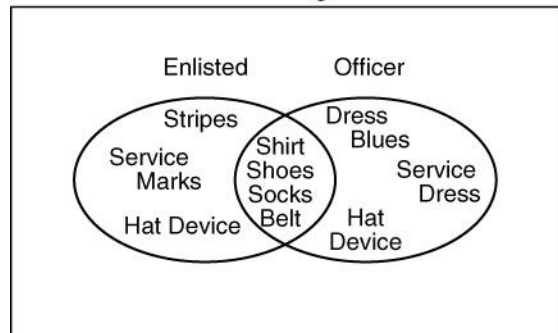 Enlisted
Officer
Stripes
Service
Marks
Hat Device
Shirt
Shoes
Socks
Belt
Dress
Blues
Service
Dress
Hat
Device